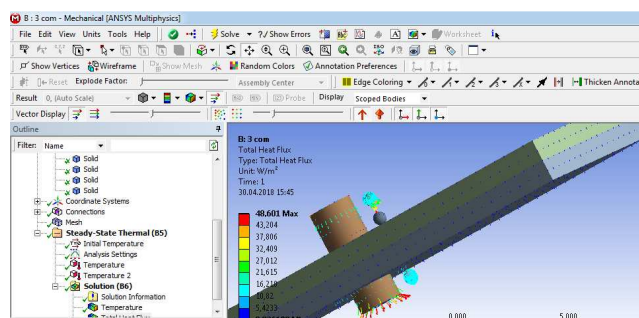 B : 3 com - Mechanical [ANSYS Multiphysics]
File Edit View Units Tools Help Solve ?/ Show Errors Worksheet
Show Vertices Wireframe Show Mesh Random Colors Annotation Preferences
Reset Explode Factor: Assembly Center Edge Coloring Thicken Annota
Result 0, (Auto Scale) Probe Display Scoped Bodies
Vector Display
Outline
Filter: Name
Solid
Solid
Solid
Solid
Coordinate Systems
Connections
Mesh
Steady-State Thermal (B5)
Initial Temperature
Analysis Settings
Temperature
Temperature 2
Solution (B6)
Solution Information
Temperature
Total Heat Flux
B: 3 com
Total Heat Flux
Type: Total Heat Flux
Unit: W/m²
Time: 1
30.04.2018 15:45
48,601 Max
43,204
37,806
32,409
27,012
21,615
16,218
10,82
5,4233
0.000 5.000